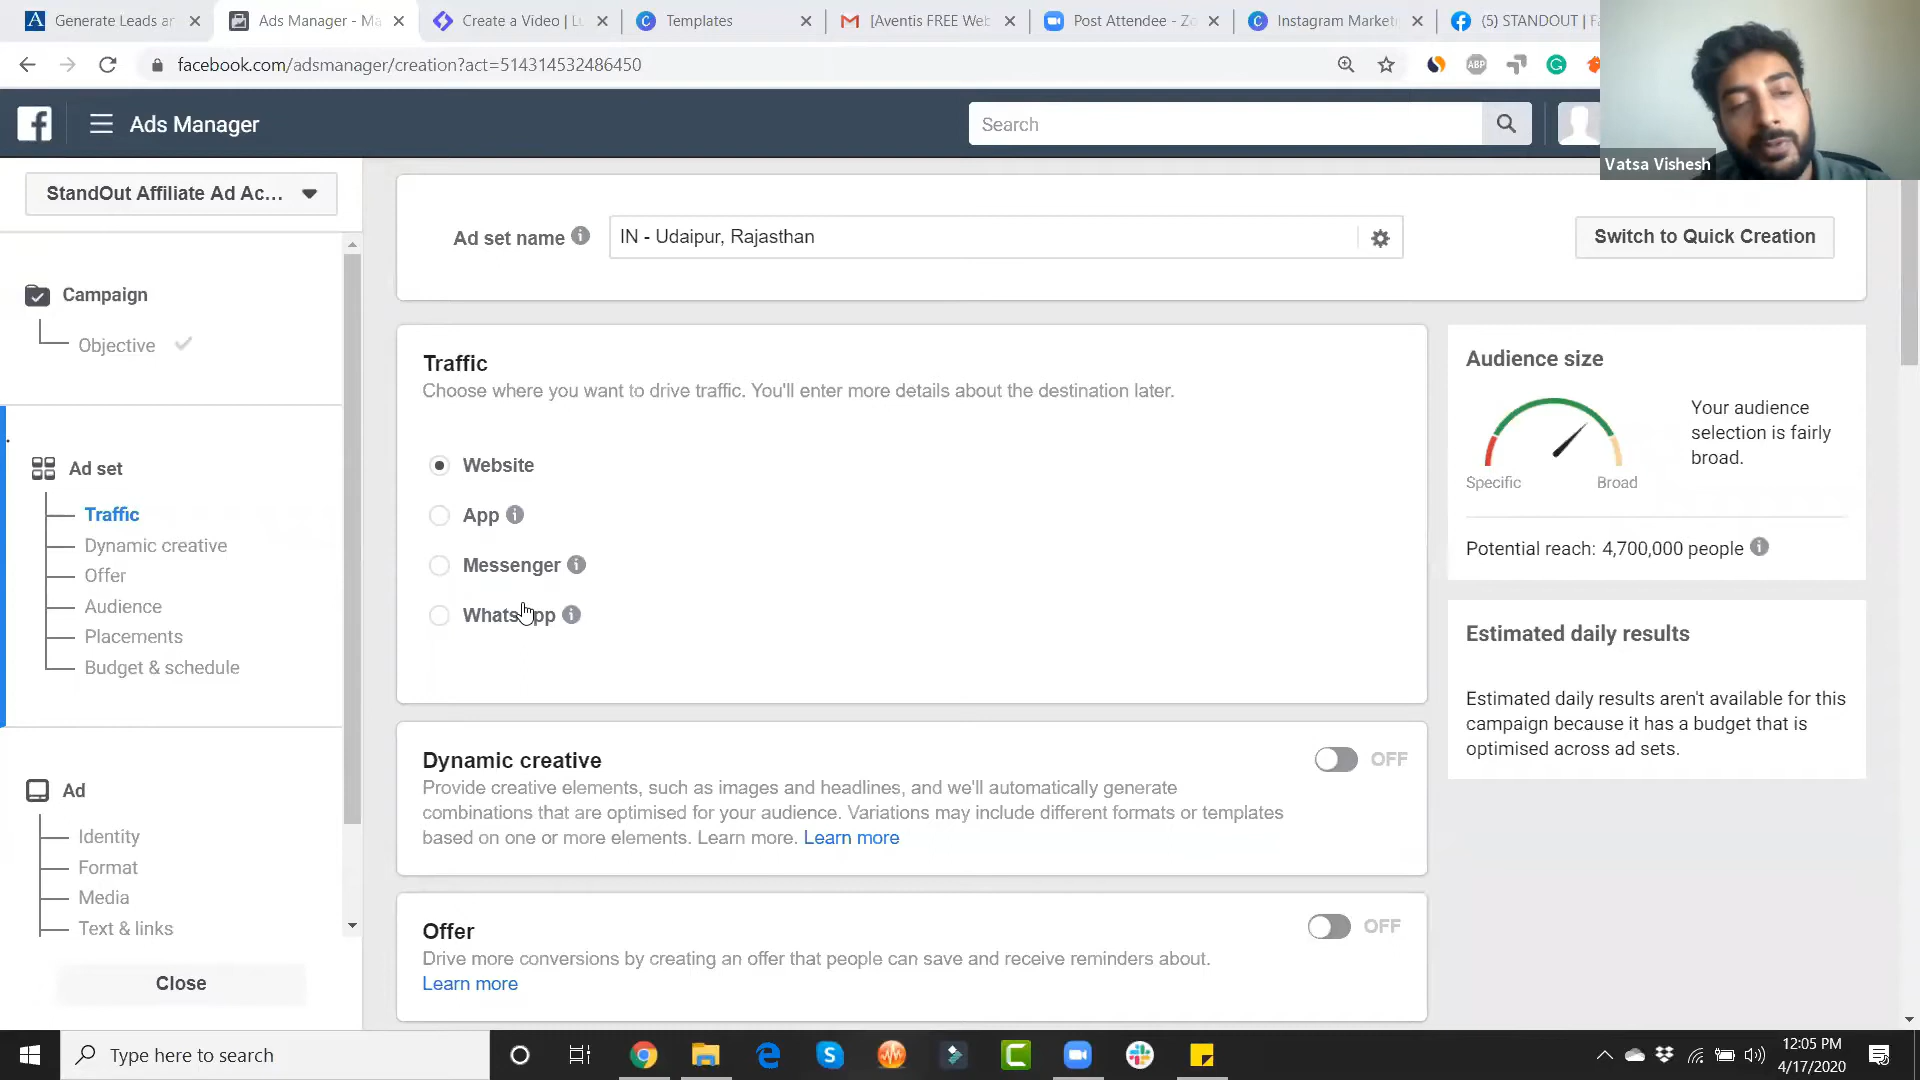 Generate Leads ar
Ads Manager - Ma
Create a Video | Lu
Templates
[Aventis FREE Web
Post Attendee - Zo
Instagram Market
(5) STANDOUT | Fa
facebook.com/adsmanager/creation?act=514314532486450
ABP
Ads Manager
Search
Vatsa Vishesh
StandOut Affiliate Ad Ac...
Ad set name
IN - Udaipur, Rajasthan
Switch to Quick Creation
Campaign
Objective
Ad set
Traffic
Dynamic creative
Offer
Audience
Placements
Budget & schedule
Ad
Identity
Format
Media
Text & links
Close
Traffic
Choose where you want to drive traffic. You'll enter more details about the destination later.
Website
App
Messenger
WhatsApp
Dynamic creative
OFF
Provide creative elements, such as images and headlines, and we'll automatically generate
combinations that are optimised for your audience. Variations may include different formats or templates
based on one or more elements. Learn more. Learn more
Offer
OFF
Drive more conversions by creating an offer that people can save and receive reminders about.
Learn more
Audience size
Your audience
selection is fairly
broad.
Specific
Broad
Potential reach: 4,700,000 people
Estimated daily results
Estimated daily results aren't available for this
campaign because it has a budget that is
optimised across ad sets.
Type here to search
12:05 PM
4/17/2020